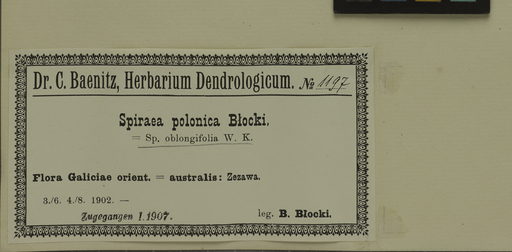 Dr. C. Baenitz, Herbarium Dendrologicum. № 1197
Spiraea polonica Błocki.
= Sp. oblongifolia W. K.
Flora Galiciae orient. = australis: Zezawa.
3./6. 4./8. 1902. —
Zugegangen 1. 1907.
leg. B. Błocki.